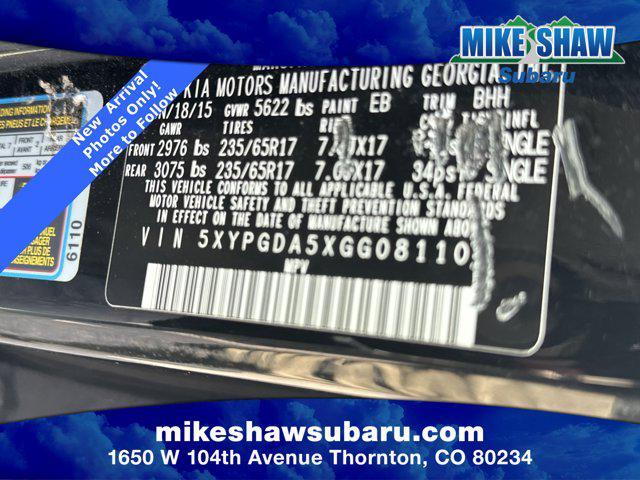 MIKE SHAW
Subaru
New Arrival
Photos Only!
More to Follow
KIA MOTORS MANUFACTURING GEORGIA
/18/15 GVWR 5622 lbs PAINT EB TRIM BHH
GAWR TIRES
FRONT 2976 lbs 235/65R17 SINGLE
REAR 3075 lbs 235/65R17 34psi SINGLE
THIS VEHICLE CONFORMS TO ALL APPLICABLE U.S.A. FEDERAL
MOTOR VEHICLE SAFETY AND THEFT PREVENTION STANDARDS
IN EFFECT ON THE DATE OF MANUFACTURE SHOWN ABOVE.
VIN 5XYPGDA5XGG08110
MPV
6110
mikeshawsubaru.com
1650 W 104th Avenue Thornton, CO 80234